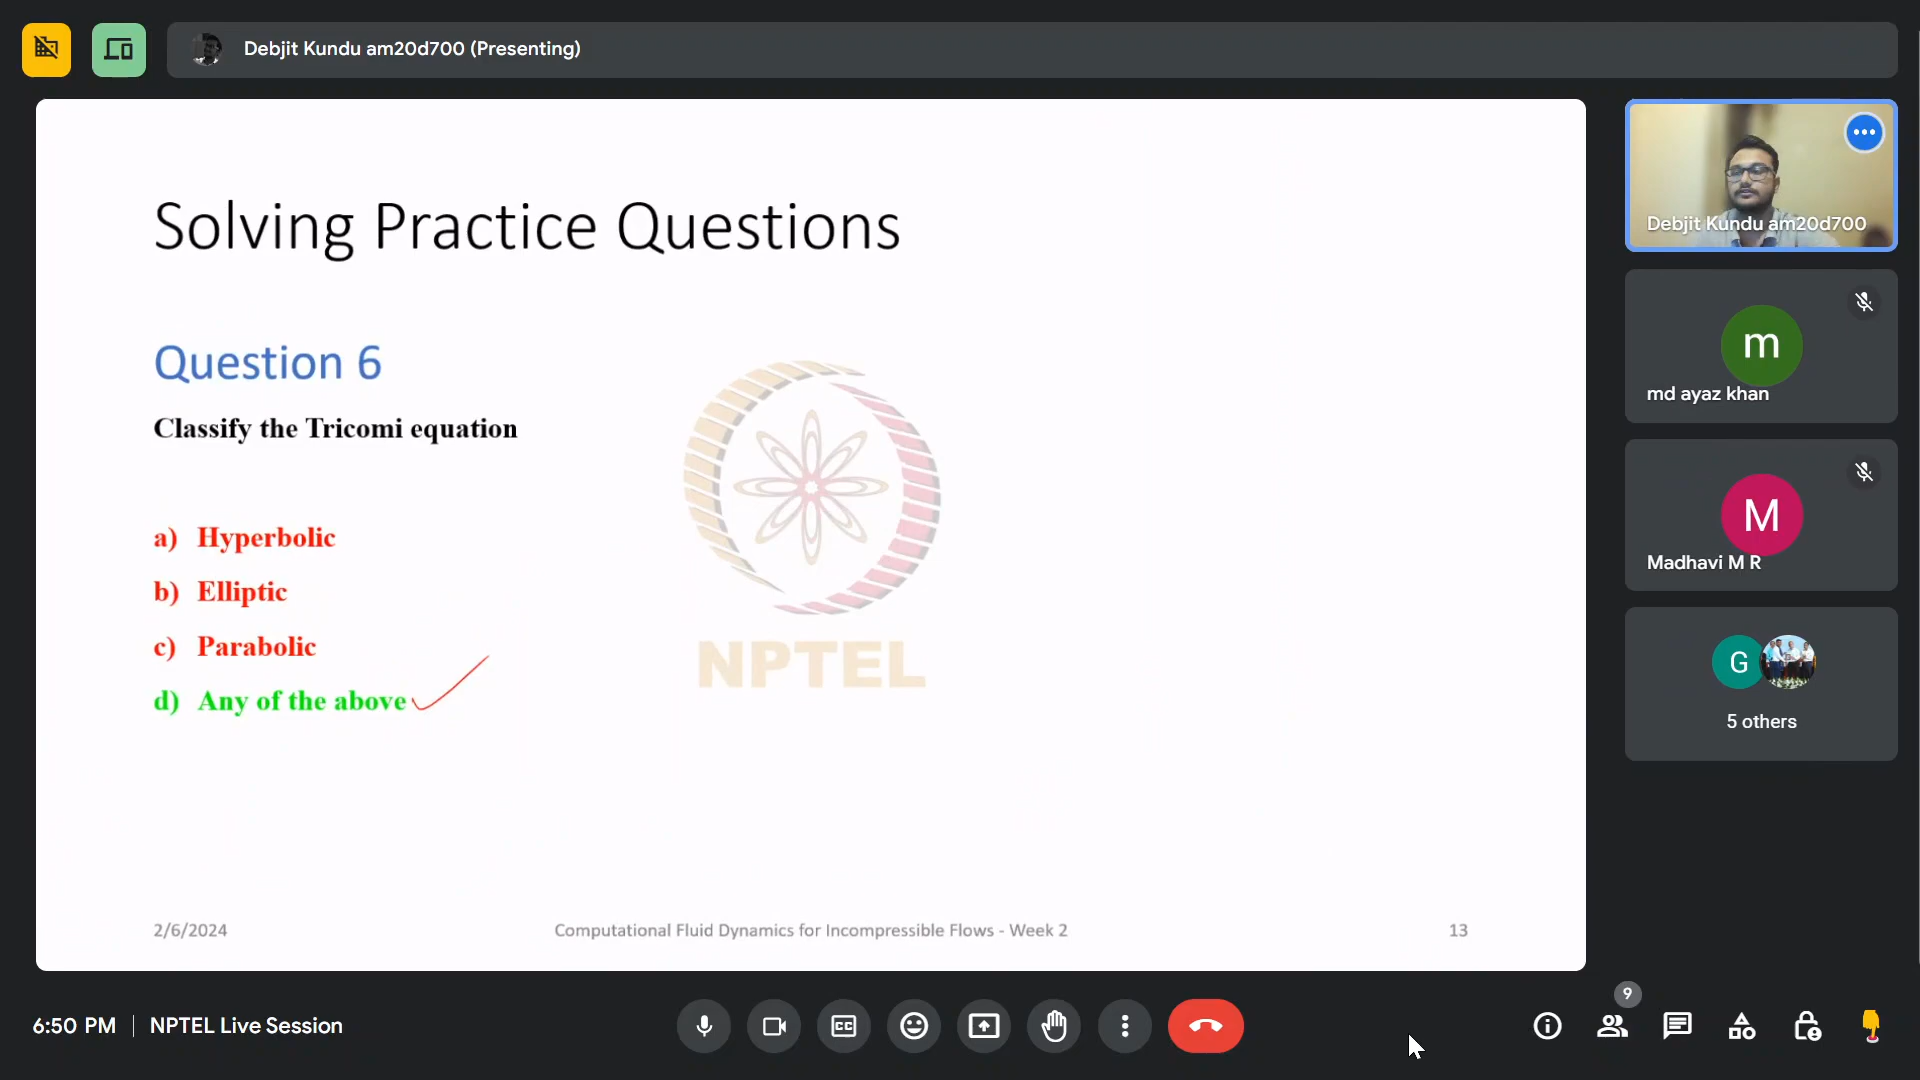 Debjit Kundu am20d700 (Presenting)
Solving Practice Questions
Question 6
Classify the Tricomi equation
a) Hyperbolic
b) Elliptic
c) Parabolic
d) Any of the above
NPTEL
2/6/2024
Computational Fluid Dynamics for Incompressible Flows - Week 2
13
Debjit Kundu am20d700
m
md ayaz khan
M
Madhavi M R
G
5 others
6:50 PM
NPTEL Live Session
CC
9